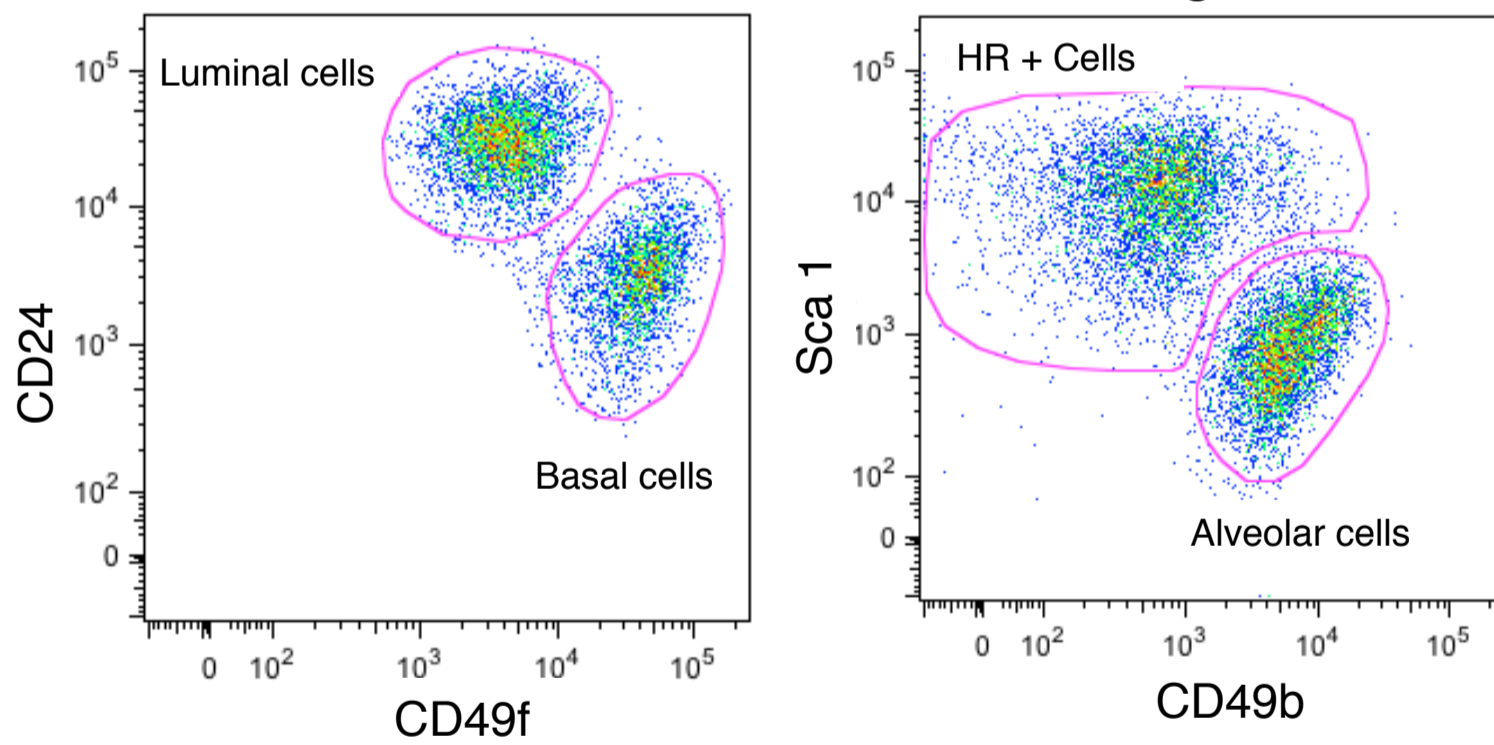 Luminal cells
Basal cells
CD24
10^5
10^4
10^3
10^2
0
0 10^2 10^3 10^4 10^5
CD49f
HR + Cells
Alveolar cells
Sca 1
10^5
10^4
10^3
10^2
0
0 10^2 10^3 10^4 10^5
CD49b